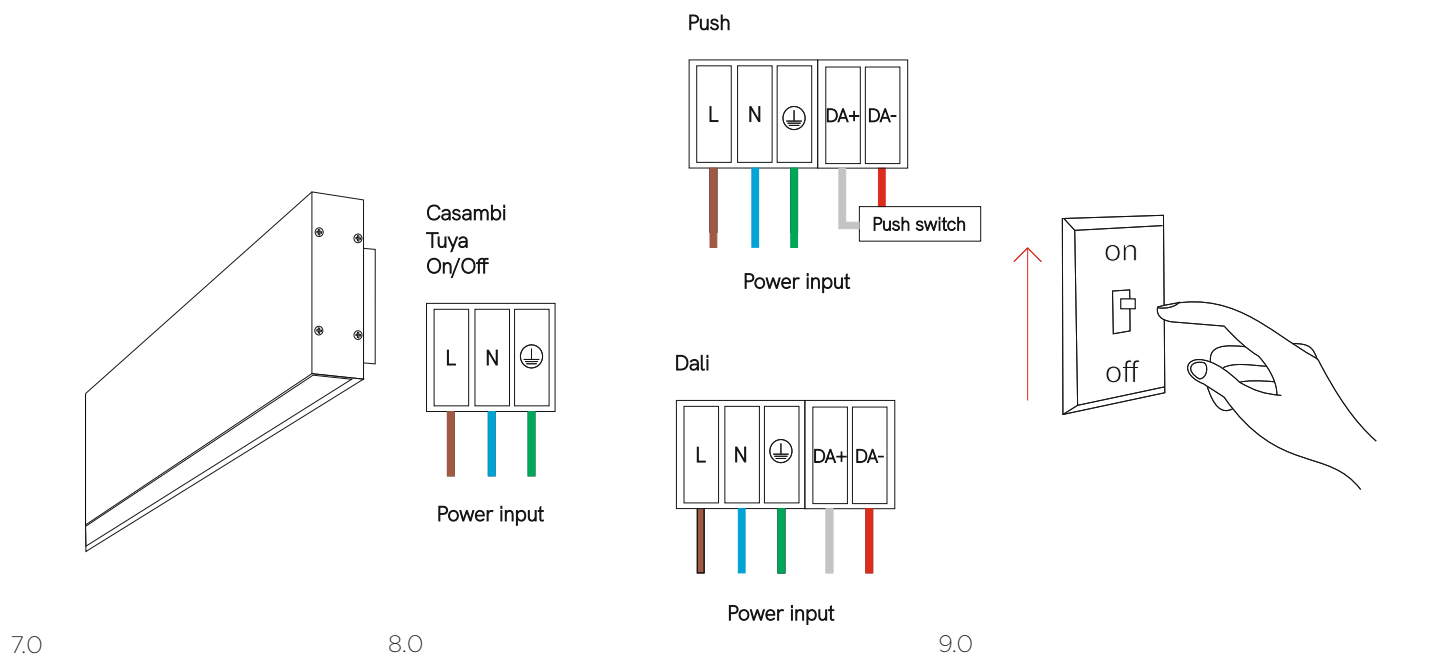 Push
L N DA+ DA-
Push switch
Power input
Casambi
Tuya
On/Off
L N
Power input
Dali
L N DA+ DA-
Power input
on
off
7.0
8.0
9.0